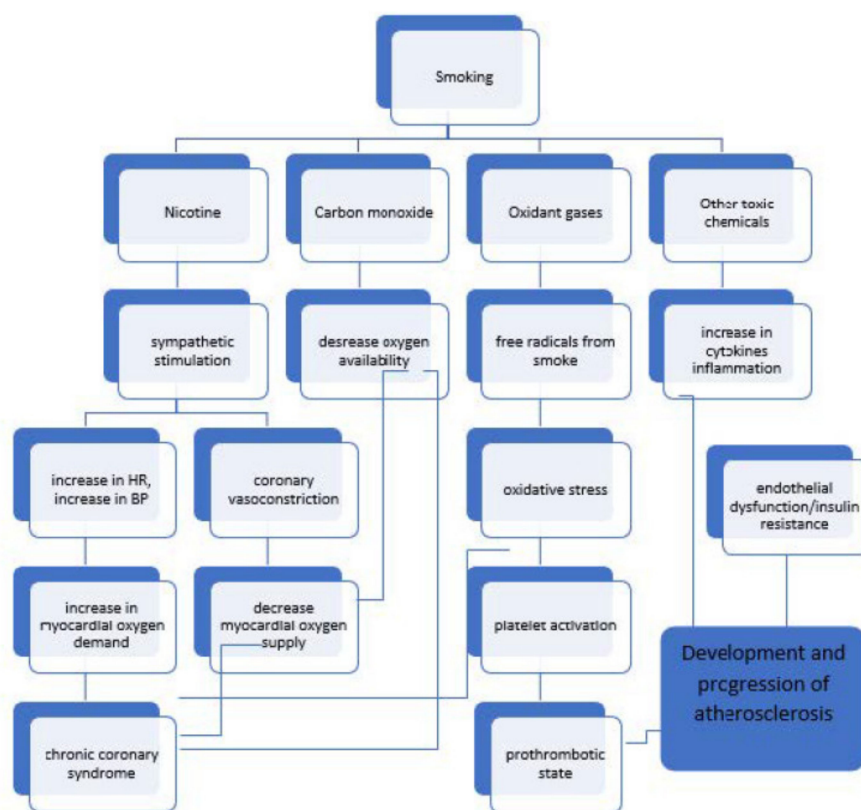 Smoking
Nicotine
Carbon monoxide
Oxidant gases
Other toxic
chemicals
sympathetic
stimulation
desrease oxygen
availability
free radicals from
smoke
increase in
cytokines
inflammation
increase in HR,
increase in BP
coronary
vasoconstriction
oxidative stress
endothelial
dysfunction/insulin
resistance
increase in
myocardial oxygen
demand
decrease
myocardial oxygen
supply
platelet activation
Development and
progression of
atherosclerosis
chronic coronary
syndrome
prothrombotic
state